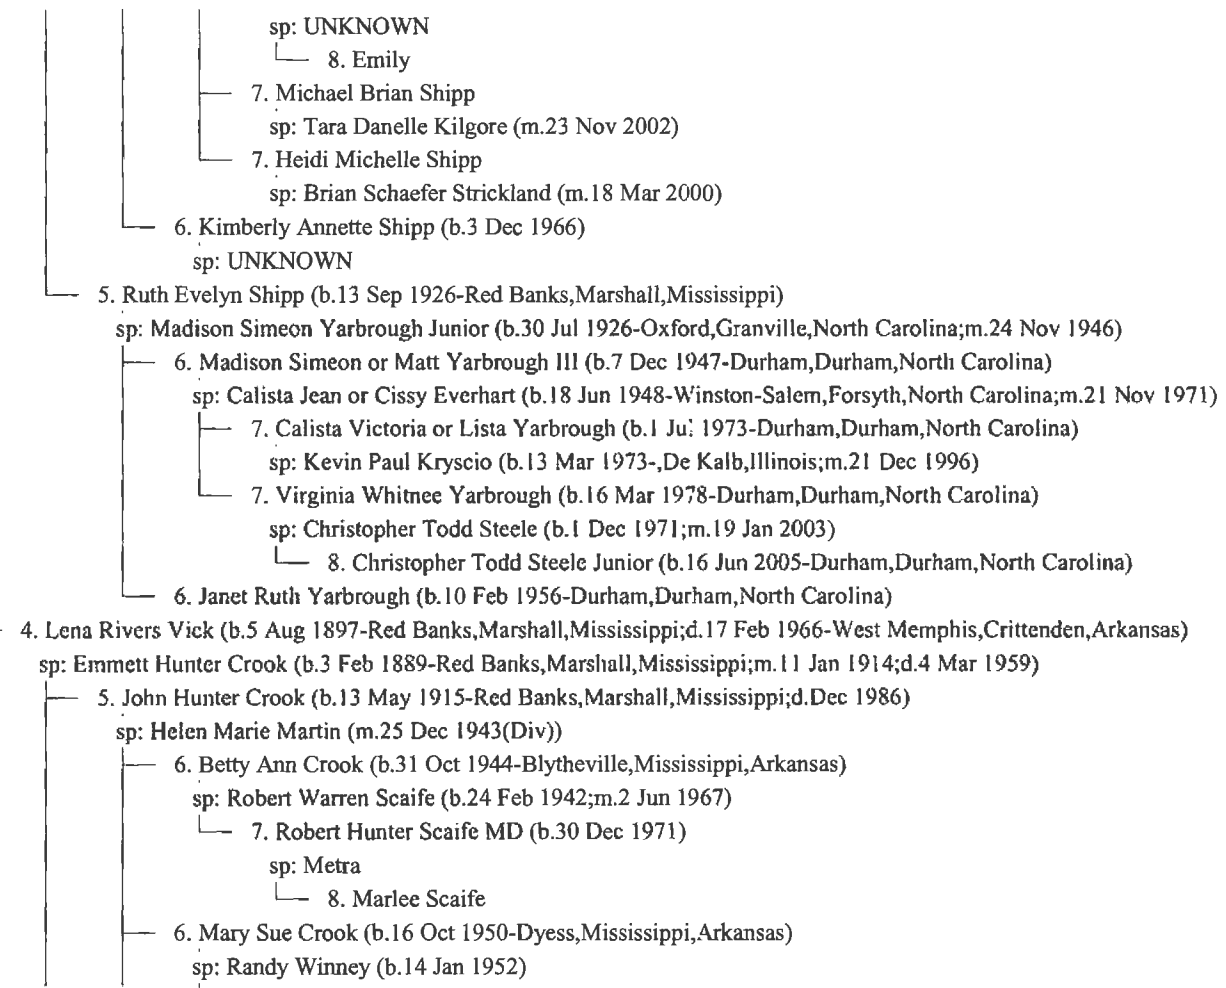 sp: UNKNOWN
8. Emily
7. Michael Brian Shipp
sp: Tara Danelle Kilgore (m.23 Nov 2002)
7. Heidi Michelle Shipp
sp: Brian Schaefer Strickland (m.18 Mar 2000)
6. Kimberly Annette Shipp (b.3 Dec 1966)
sp: UNKNOWN
5. Ruth Evelyn Shipp (b.13 Sep 1926-Red Banks,Marshall,Mississippi)
sp: Madison Simeon Yarbrough Junior (b.30 Jul 1926-Oxford,Granville,North Carolina;m.24 Nov 1946)
6. Madison Simeon or Matt Yarbrough III (b.7 Dec 1947-Durham,Durham,North Carolina)
sp: Calista Jean or Cissy Everhart (b.18 Jun 1948-Winston-Salem,Forsyth,North Carolina;m.21 Nov 1971)
7. Calista Victoria or Lista Yarbrough (b.1 Jul 1973-Durham,Durham,North Carolina)
sp: Kevin Paul Kryscio (b.13 Mar 1973-,De Kalb,Illinois;m.21 Dec 1996)
7. Virginia Whitnee Yarbrough (b.16 Mar 1978-Durham,Durham,North Carolina)
sp: Christopher Todd Steele (b.1 Dec 1971;m.19 Jan 2003)
8. Christopher Todd Steele Junior (b.16 Jun 2005-Durham,Durham,North Carolina)
6. Janet Ruth Yarbrough (b.10 Feb 1956-Durham,Durham,North Carolina)
4. Lena Rivers Vick (b.5 Aug 1897-Red Banks,Marshall,Mississippi;d.17 Feb 1966-West Memphis,Crittenden,Arkansas)
sp: Emmett Hunter Crook (b.3 Feb 1889-Red Banks,Marshall,Mississippi;m.11 Jan 1914;d.4 Mar 1959)
5. John Hunter Crook (b.13 May 1915-Red Banks,Marshall,Mississippi;d.Dec 1986)
sp: Helen Marie Martin (m.25 Dec 1943(Div))
6. Betty Ann Crook (b.31 Oct 1944-Blytheville,Mississippi,Arkansas)
sp: Robert Warren Scaife (b.24 Feb 1942;m.2 Jun 1967)
7. Robert Hunter Scaife MD (b.30 Dec 1971)
sp: Metra
8. Marlee Scaife
6. Mary Sue Crook (b.16 Oct 1950-Dyess,Mississippi,Arkansas)
sp: Randy Winney (b.14 Jan 1952)